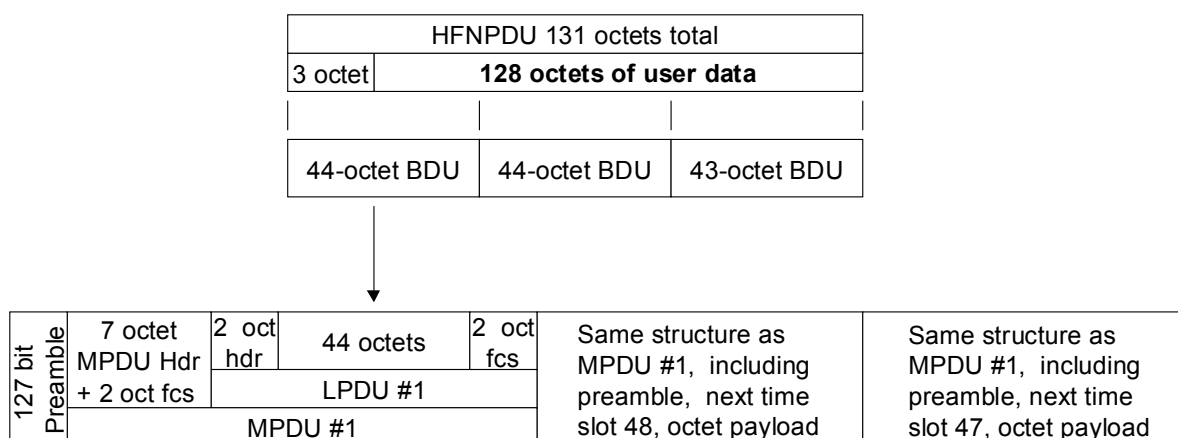 HFNPDU 131 octets total
3 octet
128 octets of user data
44-octet BDU
44-octet BDU
43-octet BDU
127 bit
Preamble
7 octet
MPDU Hdr
+ 2 oct fcs
2 oct
hdr
44 octets
2 oct
fcs
LPDU #1
MPDU #1
Same structure as
MPDU #1, including
preamble, next time
slot 48, octet payload
Same structure as
MPDU #1, including
preamble, next time
slot 47, octet payload